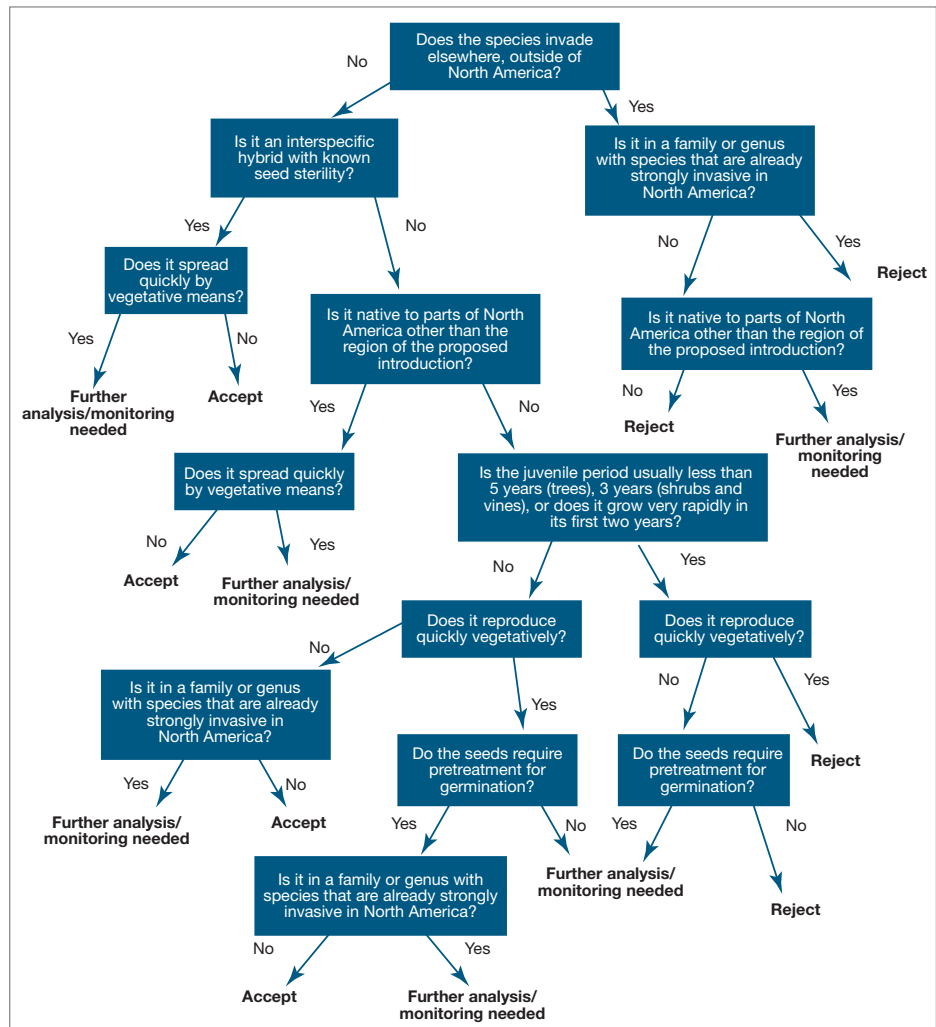 Does the species invade
elsewhere, outside of
North America?
No
Yes
Is it an interspecific
hybrid with known
seed sterility?
Is it in a family or genus
with species that are already
strongly invasive in
North America?
Yes
No
No
Yes
Reject
Does it spread
quickly by
vegetative means?
Is it native to parts of North
America other than the
region of the proposed
introduction?
Is it native to parts of North
America other than the region of
the proposed introduction?
Yes
No
Further
analysis/monitoring
needed
Accept
Yes
No
No
Yes
Reject
Further analysis/
monitoring
needed
Does it spread quickly
by vegetative means?
Is the juvenile period usually less than
5 years (trees), 3 years (shrubs and
vines), or does it grow very rapidly in
its first two years?
No
Yes
Accept
Further analysis/
monitoring needed
No
Yes
Does it reproduce
quickly vegetatively?
Does it reproduce
quickly vegetatively?
No
Yes
No
Yes
Reject
Is it in a family or genus
with species that are already
strongly invasive in
North America?
Do the seeds require
pretreatment for
germination?
Do the seeds require
pretreatment for
germination?
Yes
No
Further analysis/
monitoring needed
Accept
Yes
No
Yes
No
Further analysis/
monitoring needed
Reject
Is it in a family or genus with
species that are already strongly
invasive in North America?
No
Yes
Accept
Further analysis/
monitoring needed